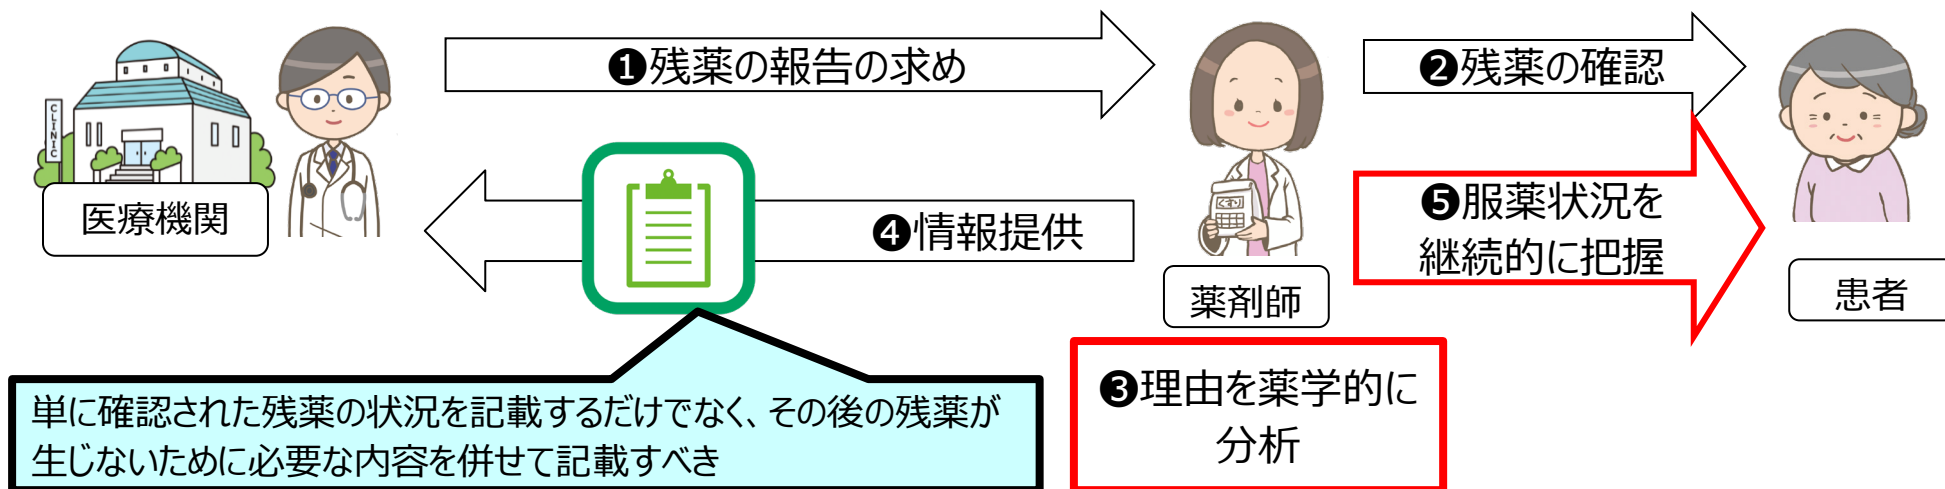 ❶残薬の報告の求め
❷残薬の確認
CLINIC
医療機関
❹情報提供
くすり
薬剤師
❺服薬状況を
継続的に把握
患者
❸理由を薬学的に
分析
単に確認された残薬の状況を記載するだけでなく、その後の残薬が
生じないために必要な内容を併せて記載すべき